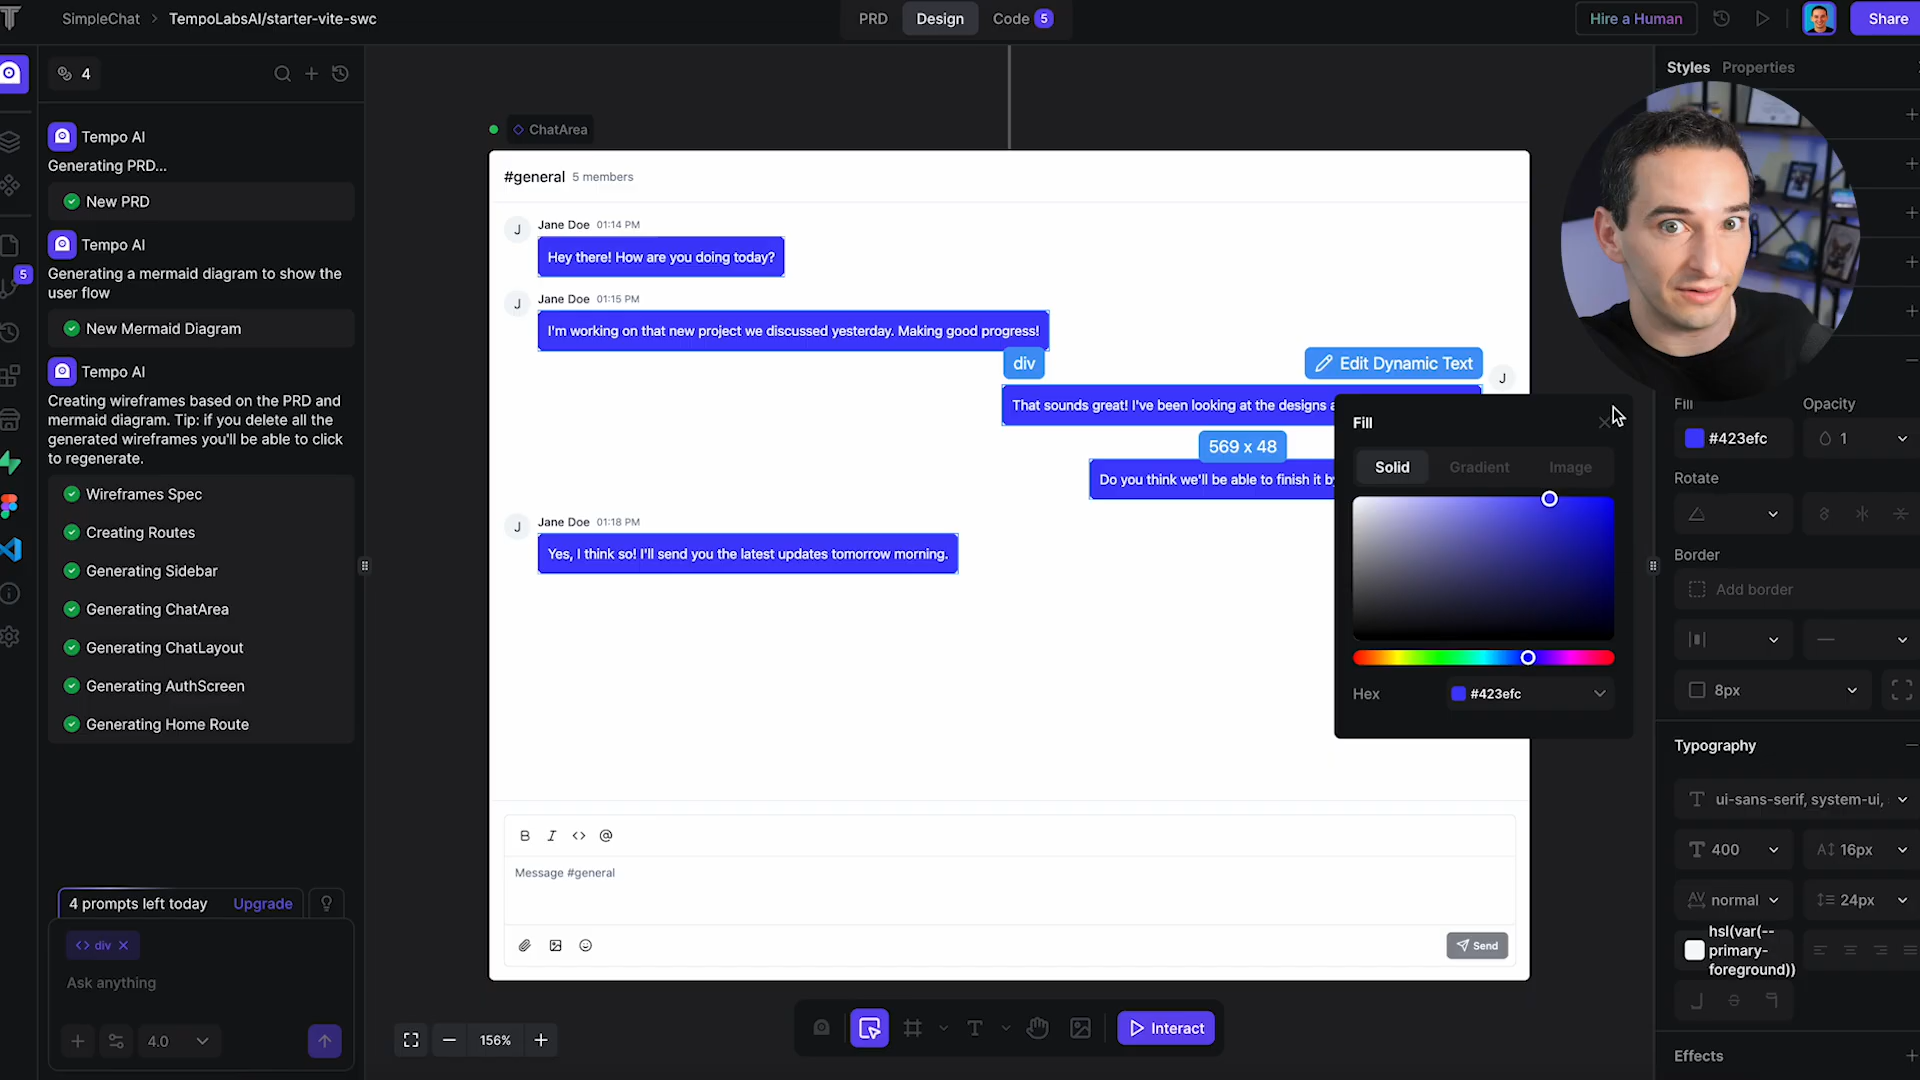 SimpleChat > TempoLabsAI/starter-vite-swc
PRD Design Code 5
Hire a Human Share
4
Tempo AI
Generating PRD...
New PRD
Tempo AI
Generating a mermaid diagram to show the
user flow
New Mermaid Diagram
Tempo AI
Creating wireframes based on the PRD and
mermaid diagram. Tip: if you delete all the
generated wireframes you'll be able to click
to regenerate.
Wireframes Spec
Creating Routes
Generating Sidebar
Generating ChatArea
Generating ChatLayout
Generating AuthScreen
Generating Home Route
5
4 prompts left today Upgrade
<> div ×
Ask anything
4.0
ChatArea
#general 5 members
J Jane Doe 01:14 PM
Hey there! How are you doing today?
J Jane Doe 01:15 PM
I'm working on that new project we discussed yesterday. Making good progress!
div
Edit Dynamic Text
J
That sounds great! I've been looking at the designs a
569 x 48
Do you think we'll be able to finish it by
J Jane Doe 01:18 PM
Yes, I think so! I'll send you the latest updates tomorrow morning.
B I <> @
Message #general
Send
156%
T
Interact
Fill
Solid Gradient Image
Hex #423efc
Styles Properties
Fill Opacity
#423efc 1
Rotate
Border
Add border
8px
Typography
ui-sans-serif, system-ui,
400 16px
normal 24px
hsl(var(--
primary-
foreground))
Effects